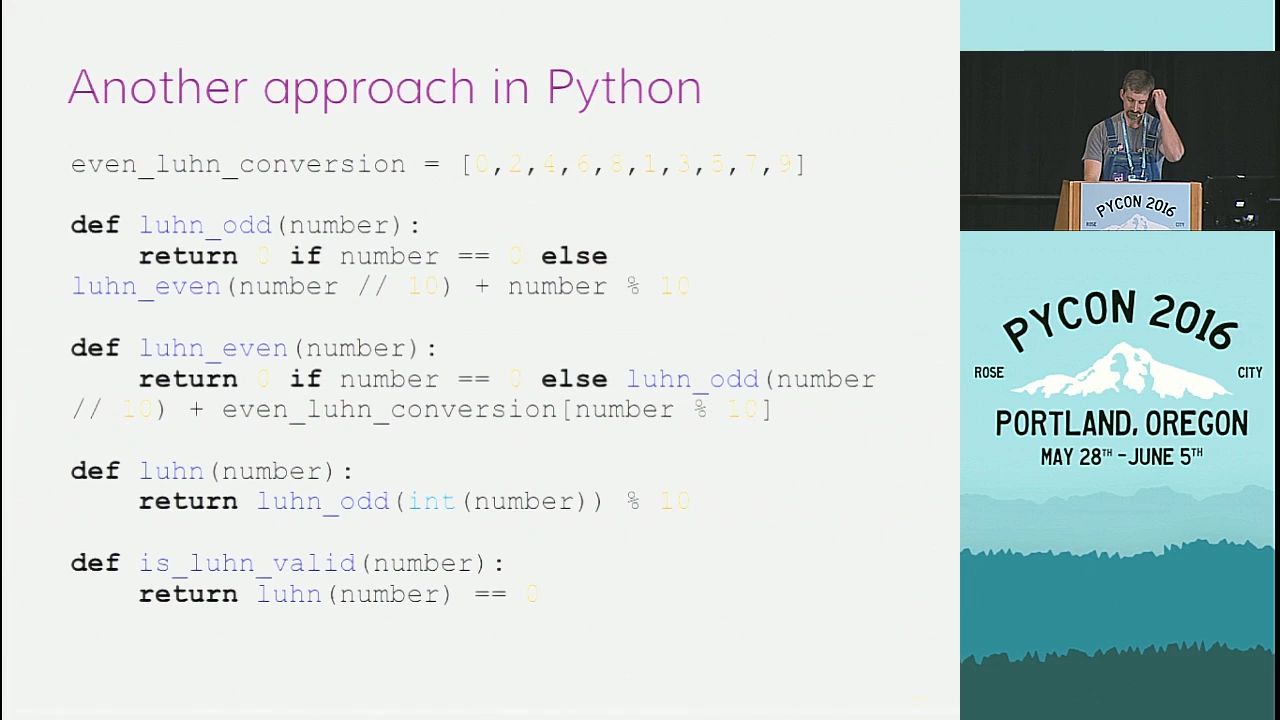 Another approach in Python
even_luhn_conversion = [0,2,4,6,8,1,3,5,7,9]
def luhn_odd(number):
    return 0 if number == 0 else
luhn_even(number // 10) + number % 10
def luhn_even(number):
    return 0 if number == 0 else luhn_odd(number
// 10) + even_luhn_conversion[number % 10]
def luhn(number):
    return luhn_odd(int(number)) % 10
def is_luhn_valid(number):
    return luhn(number) == 0
PYCON 2016
ROSE CITY
PYCON 2016
ROSE CITY
PORTLAND, OREGON
MAY 28TH - JUNE 5TH